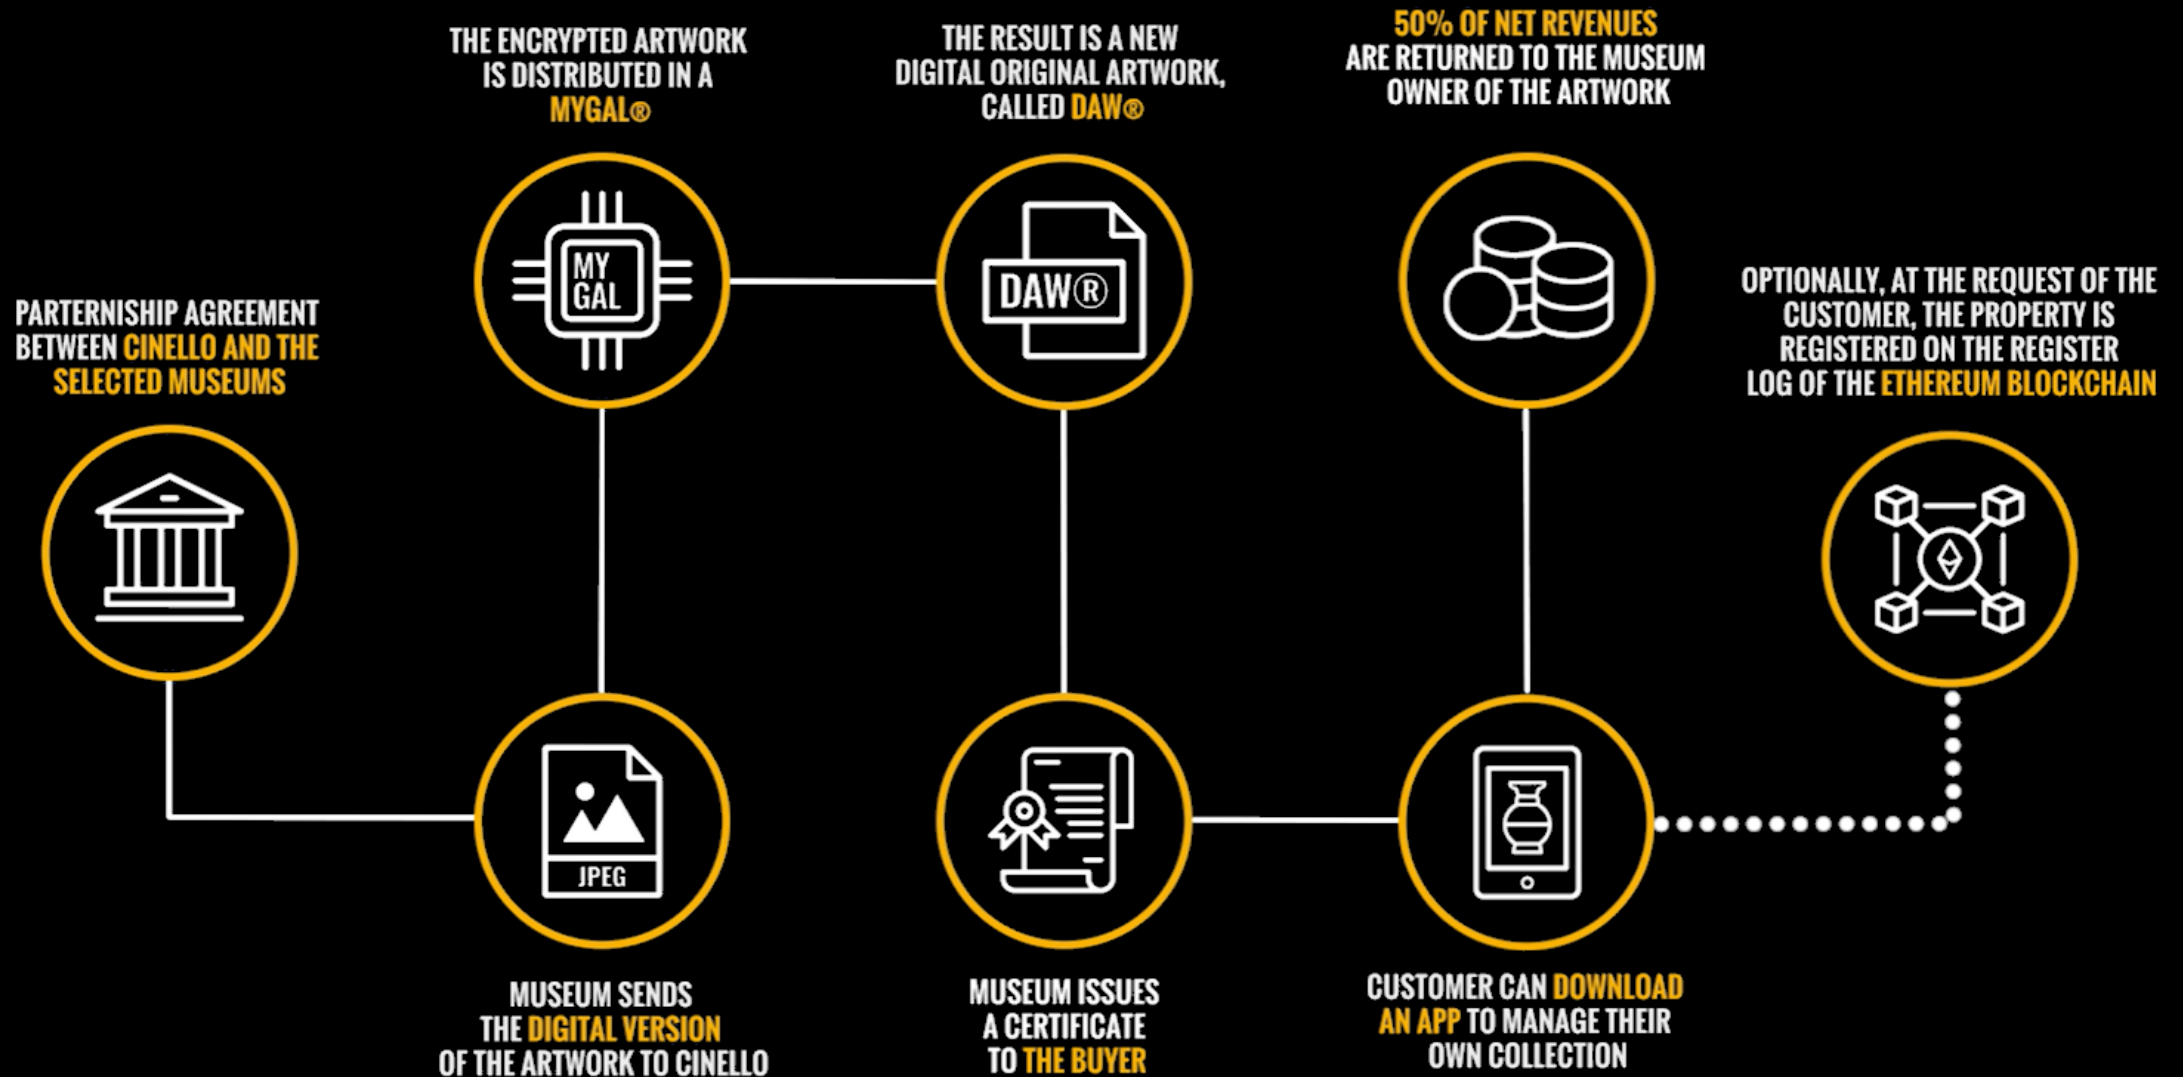 PARTERNISHIP AGREEMENT
BETWEEN CINELLO AND THE
SELECTED MUSEUMS
MUSEUM SENDS
THE DIGITAL VERSION
OF THE ARTWORK TO CINELLO
JPEG
THE ENCRYPTED ARTWORK
IS DISTRIBUTED IN A
MYGAL®
MY
GAL
THE RESULT IS A NEW
DIGITAL ORIGINAL ARTWORK,
CALLED DAW®
DAW®
MUSEUM ISSUES
A CERTIFICATE
TO THE BUYER
CUSTOMER CAN DOWNLOAD
AN APP TO MANAGE THEIR
OWN COLLECTION
50% OF NET REVENUES
ARE RETURNED TO THE MUSEUM
OWNER OF THE ARTWORK
OPTIONALLY, AT THE REQUEST OF THE
CUSTOMER, THE PROPERTY IS
REGISTERED ON THE REGISTER
LOG OF THE ETHEREUM BLOCKCHAIN